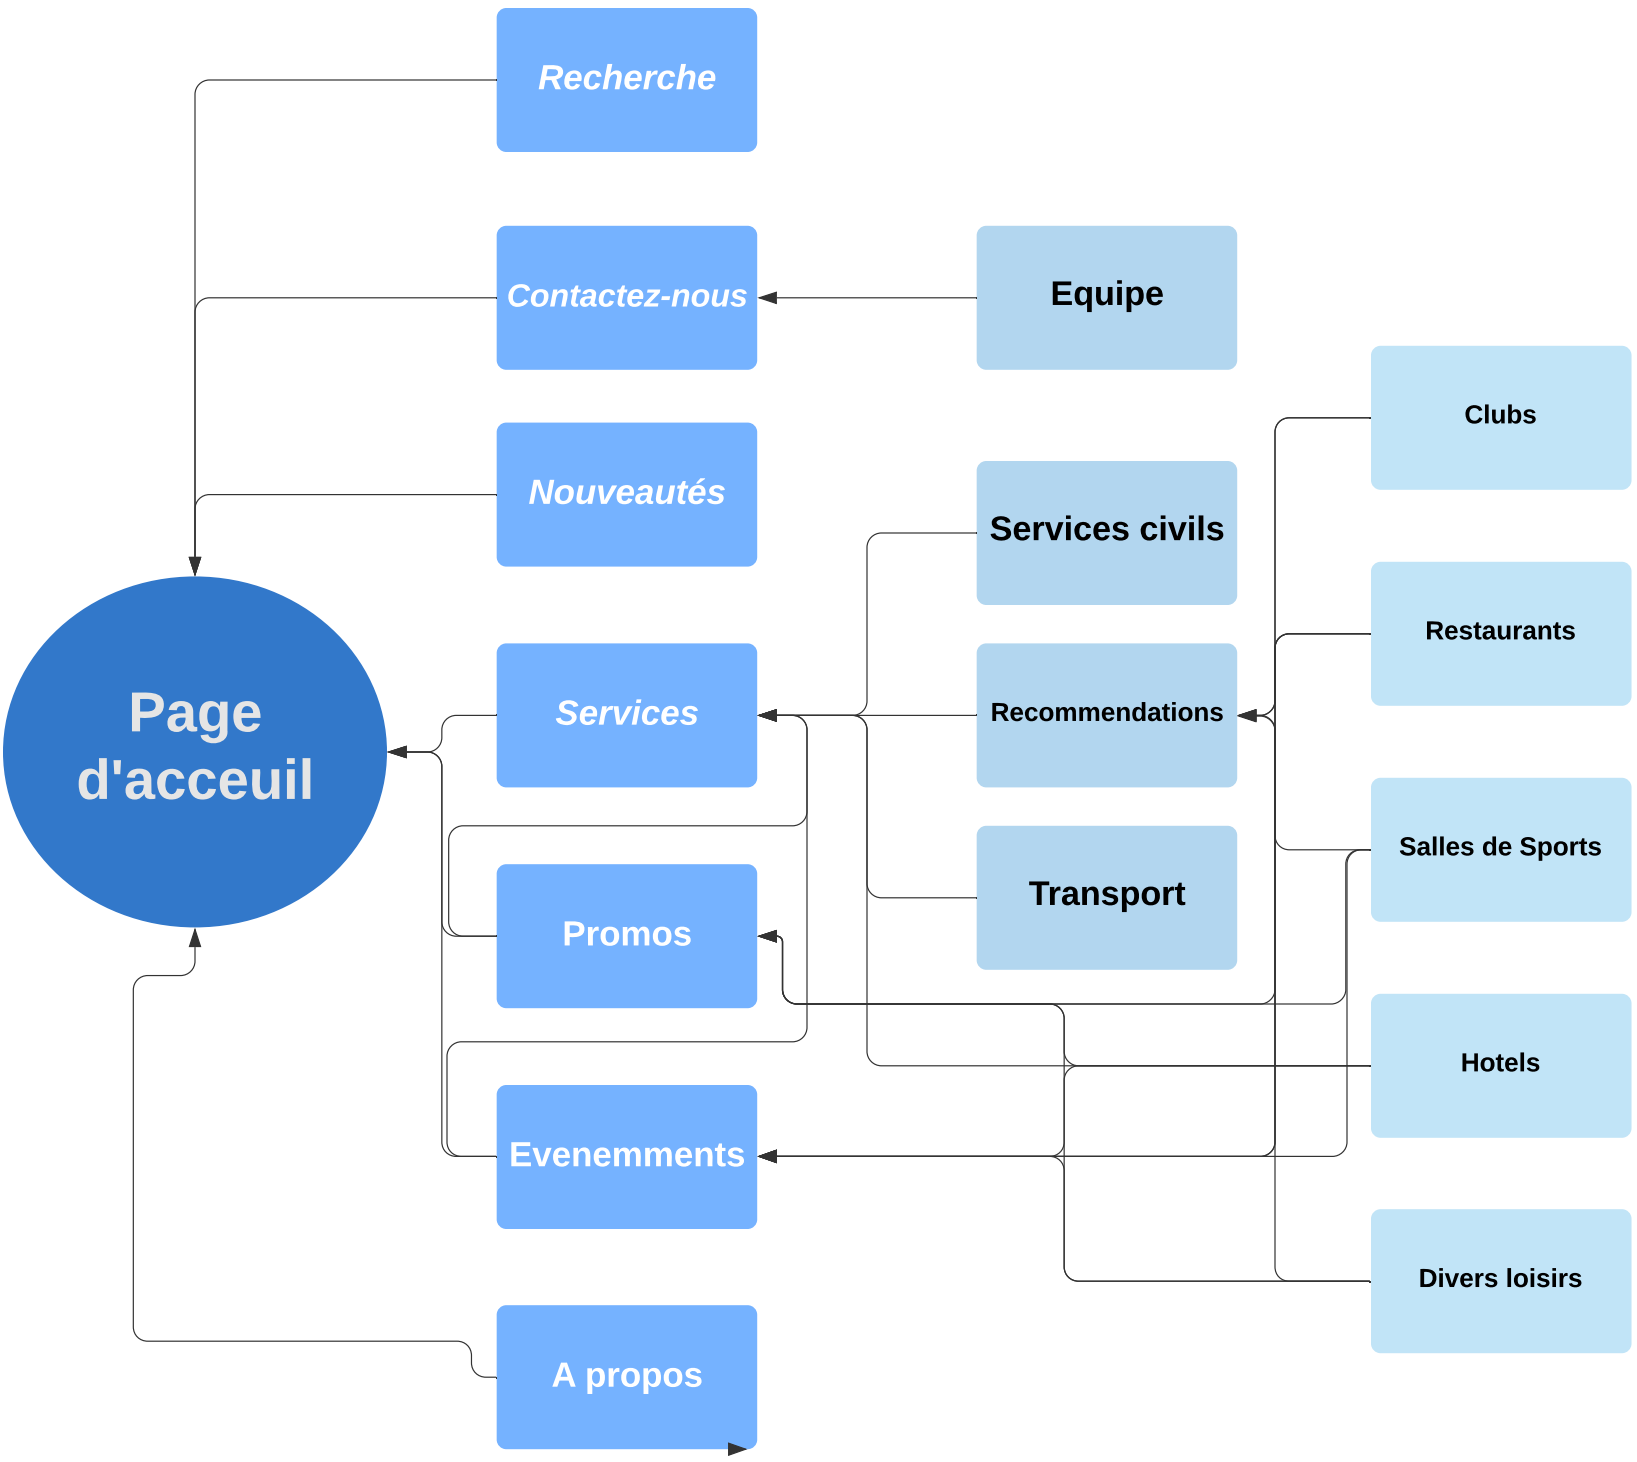 Recherche
Contactez-nous
Equipe
Clubs
Nouveautés
Services civils
Restaurants
Page
d'acceuil
Services
Recommendations
Salles de Sports
Promos
Transport
Hotels
Evenemments
Divers loisirs
A propos